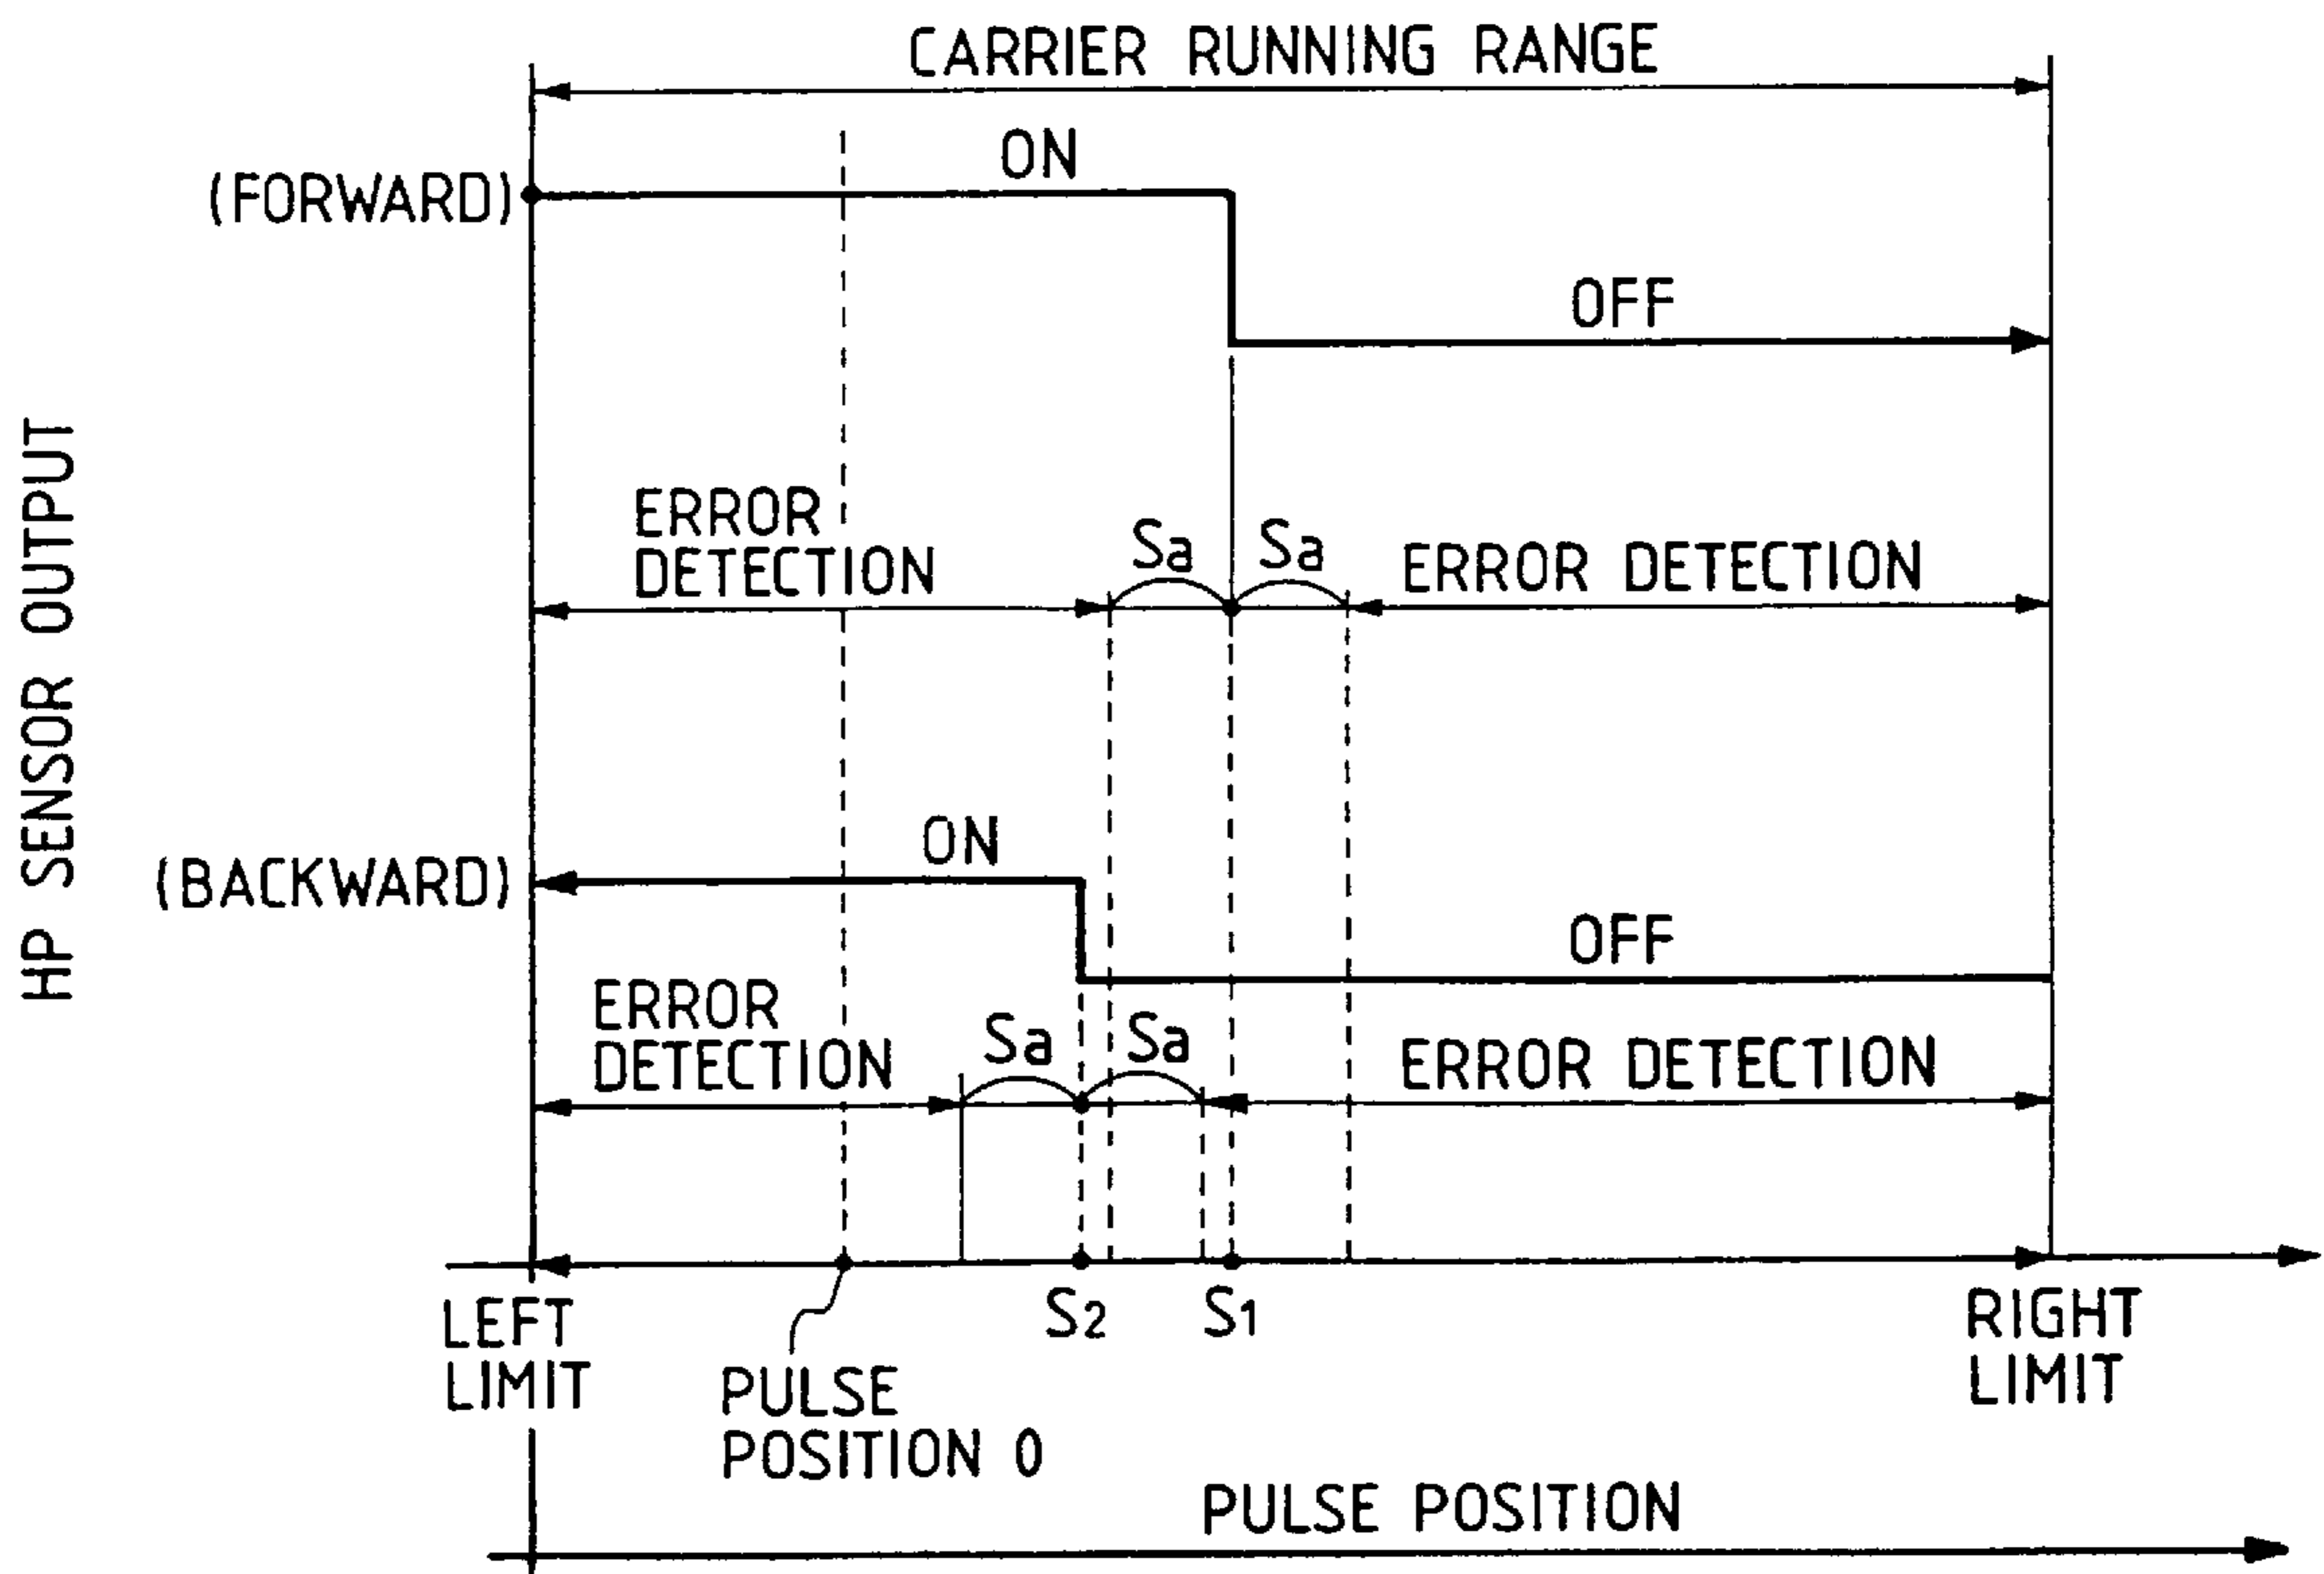 CARRIER RUNNING RANGE
ON
(FORWARD)
OFF
HP SENSOR OUTPUT
ERROR
DETECTION
Sa
Sa
ERROR DETECTION
ON
(BACKWARD)
OFF
ERROR
DETECTION
Sa
Sa
ERROR DETECTION
LEFT
LIMIT
S2
S1
RIGHT
LIMIT
PULSE
POSITION 0
PULSE POSITION